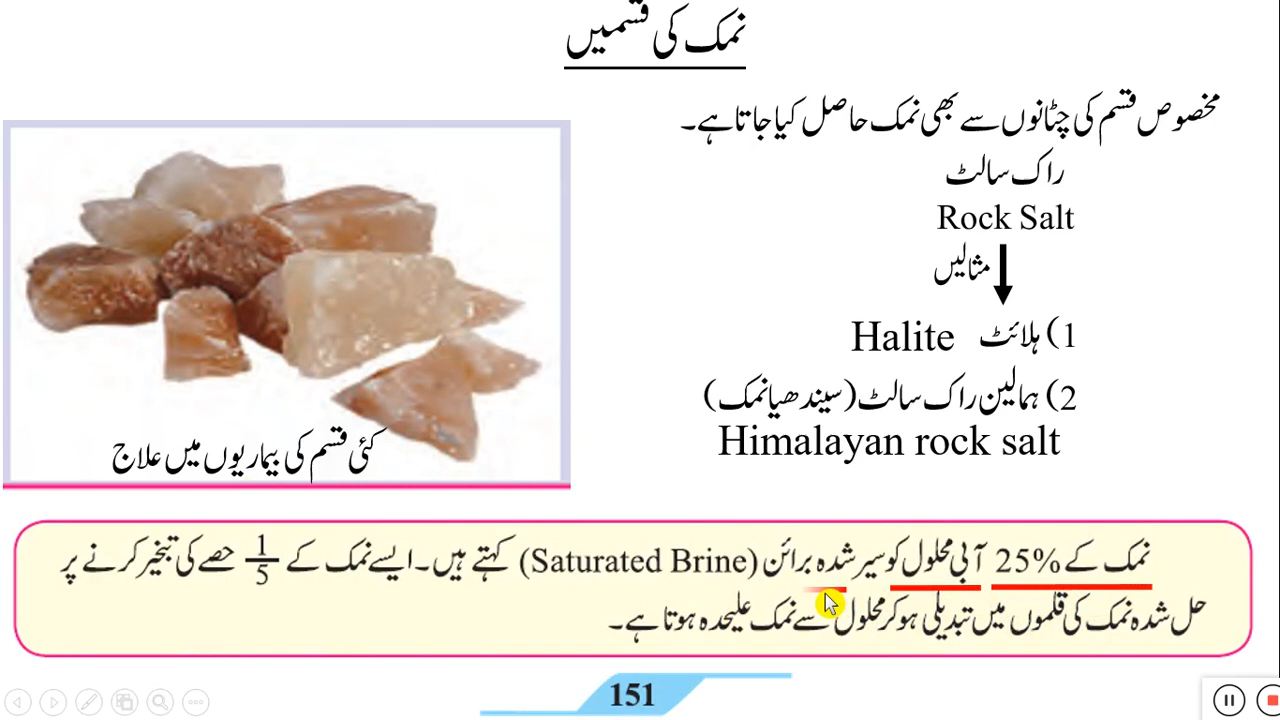 نمک کی قسمیں
مخصوص قسم کی چٹانوں سے بھی نمک حاصل کیا جاتا ہے۔
راک سالٹ
Rock Salt
مثالیں
1) ہلائٹ Halite
2) ہمالین راک سالٹ (سیندھیا نمک)
Himalayan rock salt
کئی قسم کی بیماریوں میں علاج
نمک کے 25% آبی محلول کو سیر شدہ برائن (Saturated Brine) کہتے ہیں۔ ایسے نمک کے 1/5 حصے کی تبخیر کرنے پر
حل شدہ نمک کی قلموں میں تبدیلی ہو کر محلول سے نمک علیحدہ ہوتا ہے۔
151